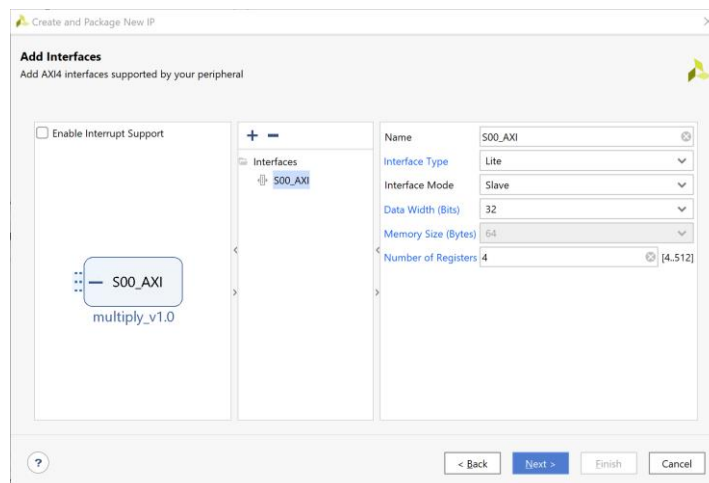 Create and Package New IP
Add Interfaces
Add AXI4 interfaces supported by your peripheral
Enable Interrupt Support
S00_AXI
multiply_v1.0
Interfaces
S00_AXI
Name S00_AXI
Interface Type Lite
Interface Mode Slave
Data Width (Bits) 32
Memory Size (Bytes) 64
Number of Registers 4 [4..512]
? < Back Next > Finish Cancel